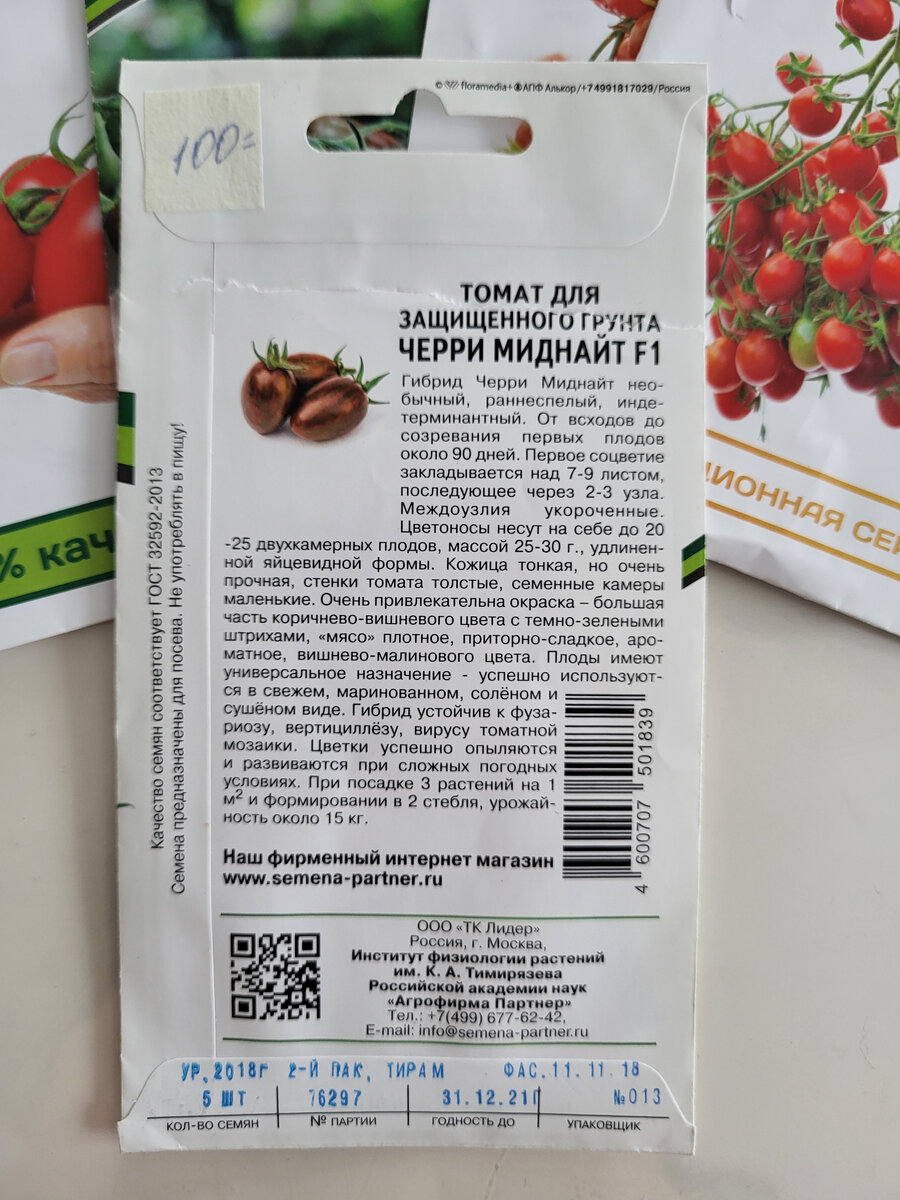 © floramedia+®АПФ Алькор/+74991817029/Россия
100=
ТОМАТ ДЛЯ
ЗАЩИЩЕННОГО ГРУНТА
ЧЕРРИ МИДНАЙТ F1
Гибрид Черри Миднайт нео-
бычный, раннеспелый, инде-
терминантный. От всходов до
созревания первых плодов
около 90 дней. Первое соцветие
закладывается над 7-9 листом,
последующее через 2-3 узла.
Междоузлия укороченные.
Цветоносы несут на себе до 20
-25 двухкамерных плодов, массой 25-30 г., удлинен-
ной яйцевидной формы. Кожица тонкая, но очень
прочная, стенки томата толстые, семенные камеры
маленькие. Очень привлекательна окраска – большая
часть коричнево-вишневого цвета с темно-зелеными
штрихами, «мясо» плотное, приторно-сладкое, аро-
матное, вишнево-малинового цвета. Плоды имеют
универсальное назначение - успешно используют-
ся в свежем, маринованном, солёном и
сушёном виде. Гибрид устойчив к фуза-
риозу, вертициллёзу, вирусу томатной
мозаики. Цветки успешно опыляются
и развиваются при сложных погодных
условиях. При посадке 3 растений на 1
м² и формировании в 2 стебля, урожай-
ность около 15 кг.
Наш фирменный интернет магазин
www.semena-partner.ru
4 600707 501839
Качество семян соответствует ГОСТ 32592-2013
Семена предназначены для посева. Не употреблять в пищу!
ООО «ТК Лидер»
Россия, г. Москва,
Институт физиологии растений
им. К. А. Тимирязева
Российской академии наук
«Агрофирма Партнер»
Тел.: +7(499) 677-62-42,
E-mail: info@semena-partner.ru
УР.2018Г 2-Й ПАК, ТИРАМ ФАС.11.11.18
5 ШТ 76297 31.12.21Г №013
КОЛ-ВО СЕМЯН № ПАРТИИ ГОДНОСТЬ ДО УПАКОВЩИК
% кач
ЦИОННАЯ СЕ